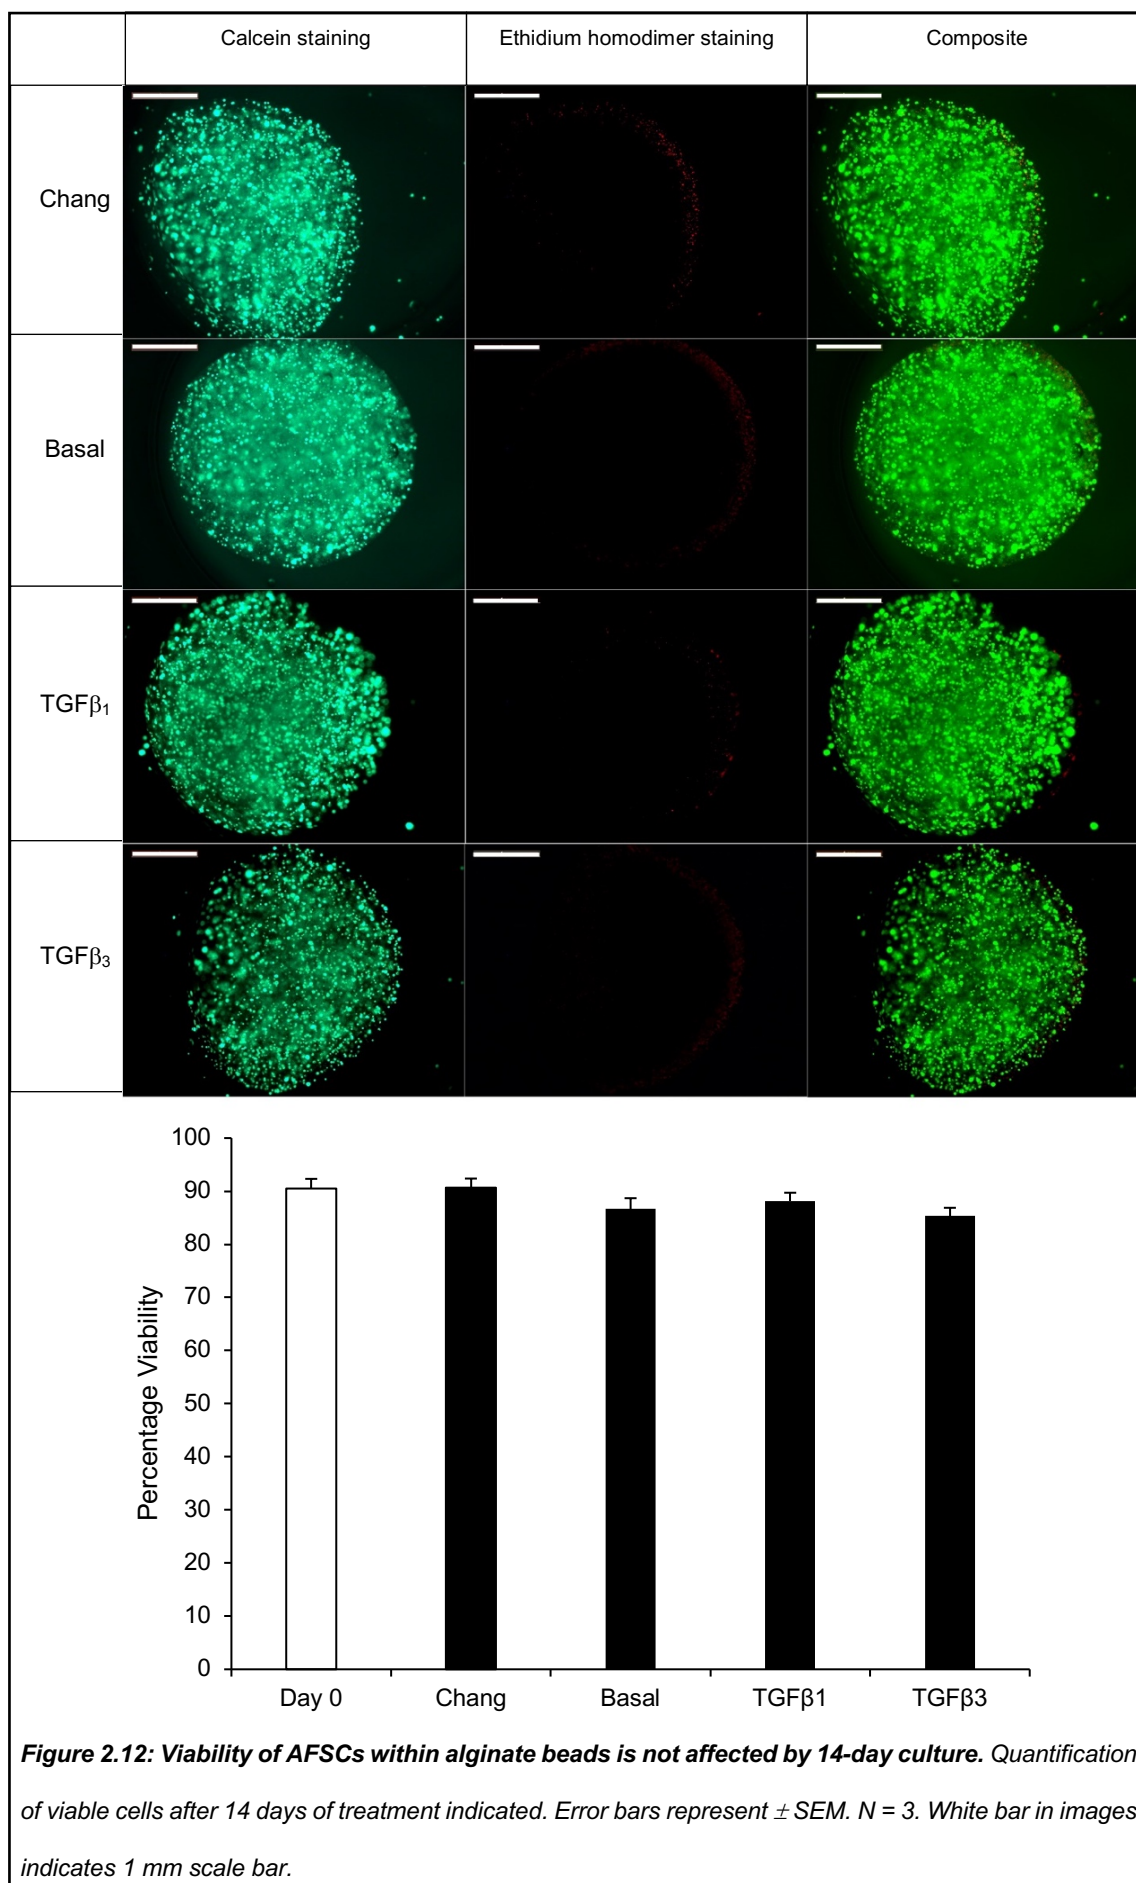 Calcein staining Ethidium homodimer staining Composite
Chang
Basal
TGFβ₁
TGFβ₃
100
90
80
70
60
50
40
30
20
10
0
Percentage Viability
Day 0 Chang Basal TGFβ1 TGFβ3
Figure 2.12: Viability of AFSCs within alginate beads is not affected by 14-day culture. Quantification
of viable cells after 14 days of treatment indicated. Error bars represent ± SEM. N = 3. White bar in images
indicates 1 mm scale bar.